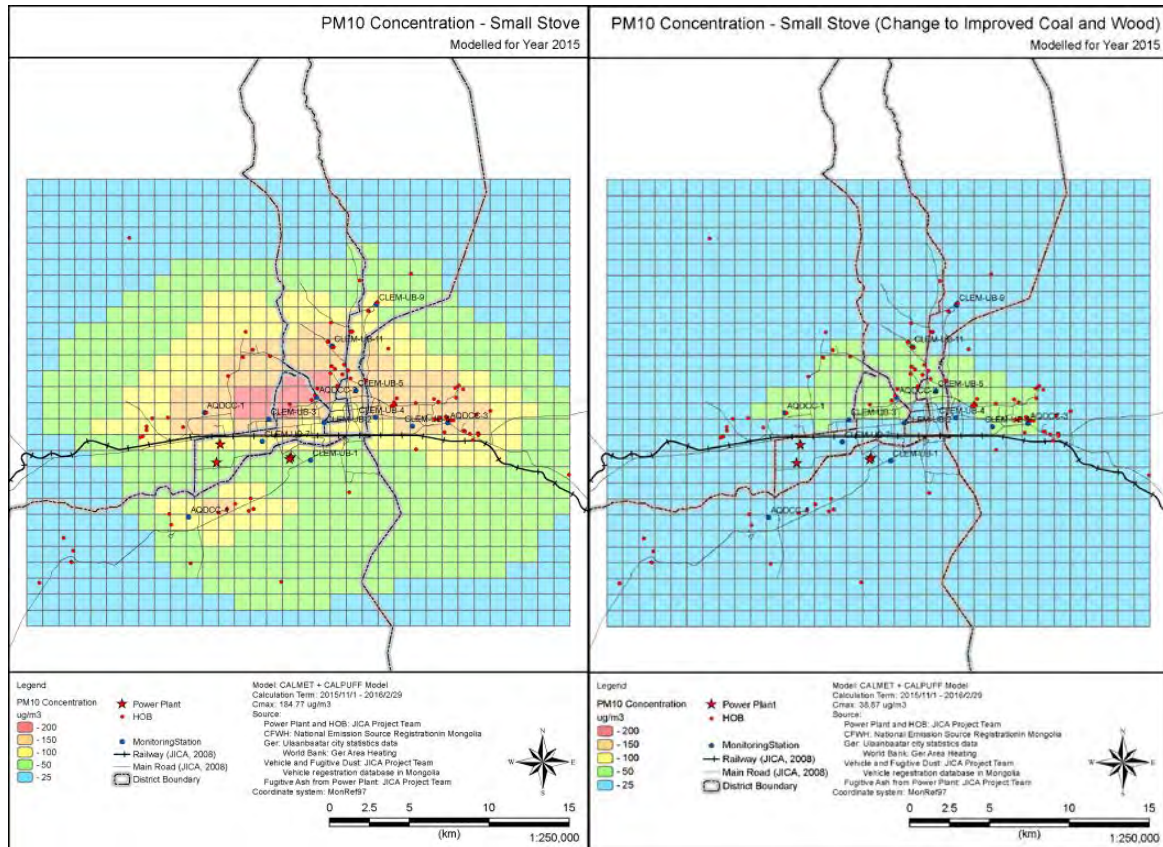 PM10 Concentration - Small Stove
Modelled for Year 2015
CLEM-UB-9
CLEM-UB-11
CLEM-UB-5
AQDCC-1
CLEM-UB-3
CLEM-UB-4
AQDCC-3
CLEM-UB-1
Legend
PM10 Concentration
ug/m3
- 200
- 150
- 100
- 50
- 25
Power Plant
HOB
MonitoringStation
Railway (JICA, 2008)
Main Road (JICA, 2008)
District Boundary
Model: CALMET + CALPUFF Model
Calculation Term: 2015/11/1 - 2016/2/29
Cmax: 184.77 ug/m3
Source:
Power Plant and HOB: JICA Project Team
CFWH: National Emission Source Registrationin Mongolia
Ger: Ulaanbaatar city statistics data
World Bank: Ger Area Heating
Vehicle and Fugitive Dust: JICA Project Team
Vehicle regestration database in Mongolia
Fugitive Ash from Power Plant: JICA Project Team
Coordinate system: MonRef97
N
E
S
W
0 2.5 5 10 15
(km)
1:250,000
PM10 Concentration - Small Stove (Change to Improved Coal and Wood)
Modelled for Year 2015
CLEM-UB-9
CLEM-UB-11
CLEM-UB-5
AQDCC-1
CLEM-UB-3
CLEM-UB-4
AQDCC-3
CLEM-UB-1
Legend
PM10 Concentration
ug/m3
- 200
- 150
- 100
- 50
- 25
Power Plant
HOB
MonitoringStation
Railway (JICA, 2008)
Main Road (JICA, 2008)
District Boundary
Model: CALMET + CALPUFF Model
Calculation Term: 2015/11/1 - 2016/2/29
Cmax: 38.87 ug/m3
Source:
Power Plant and HOB: JICA Project Team
CFWH: National Emission Source Registrationin Mongolia
Ger: Ulaanbaatar city statistics data
World Bank: Ger Area Heating
Vehicle and Fugitive Dust: JICA Project Team
Vehicle regestration database in Mongolia
Fugitive Ash from Power Plant: JICA Project Team
Coordinate system: MonRef97
N
E
S
W
0 2.5 5 10 15
(km)
1:250,000